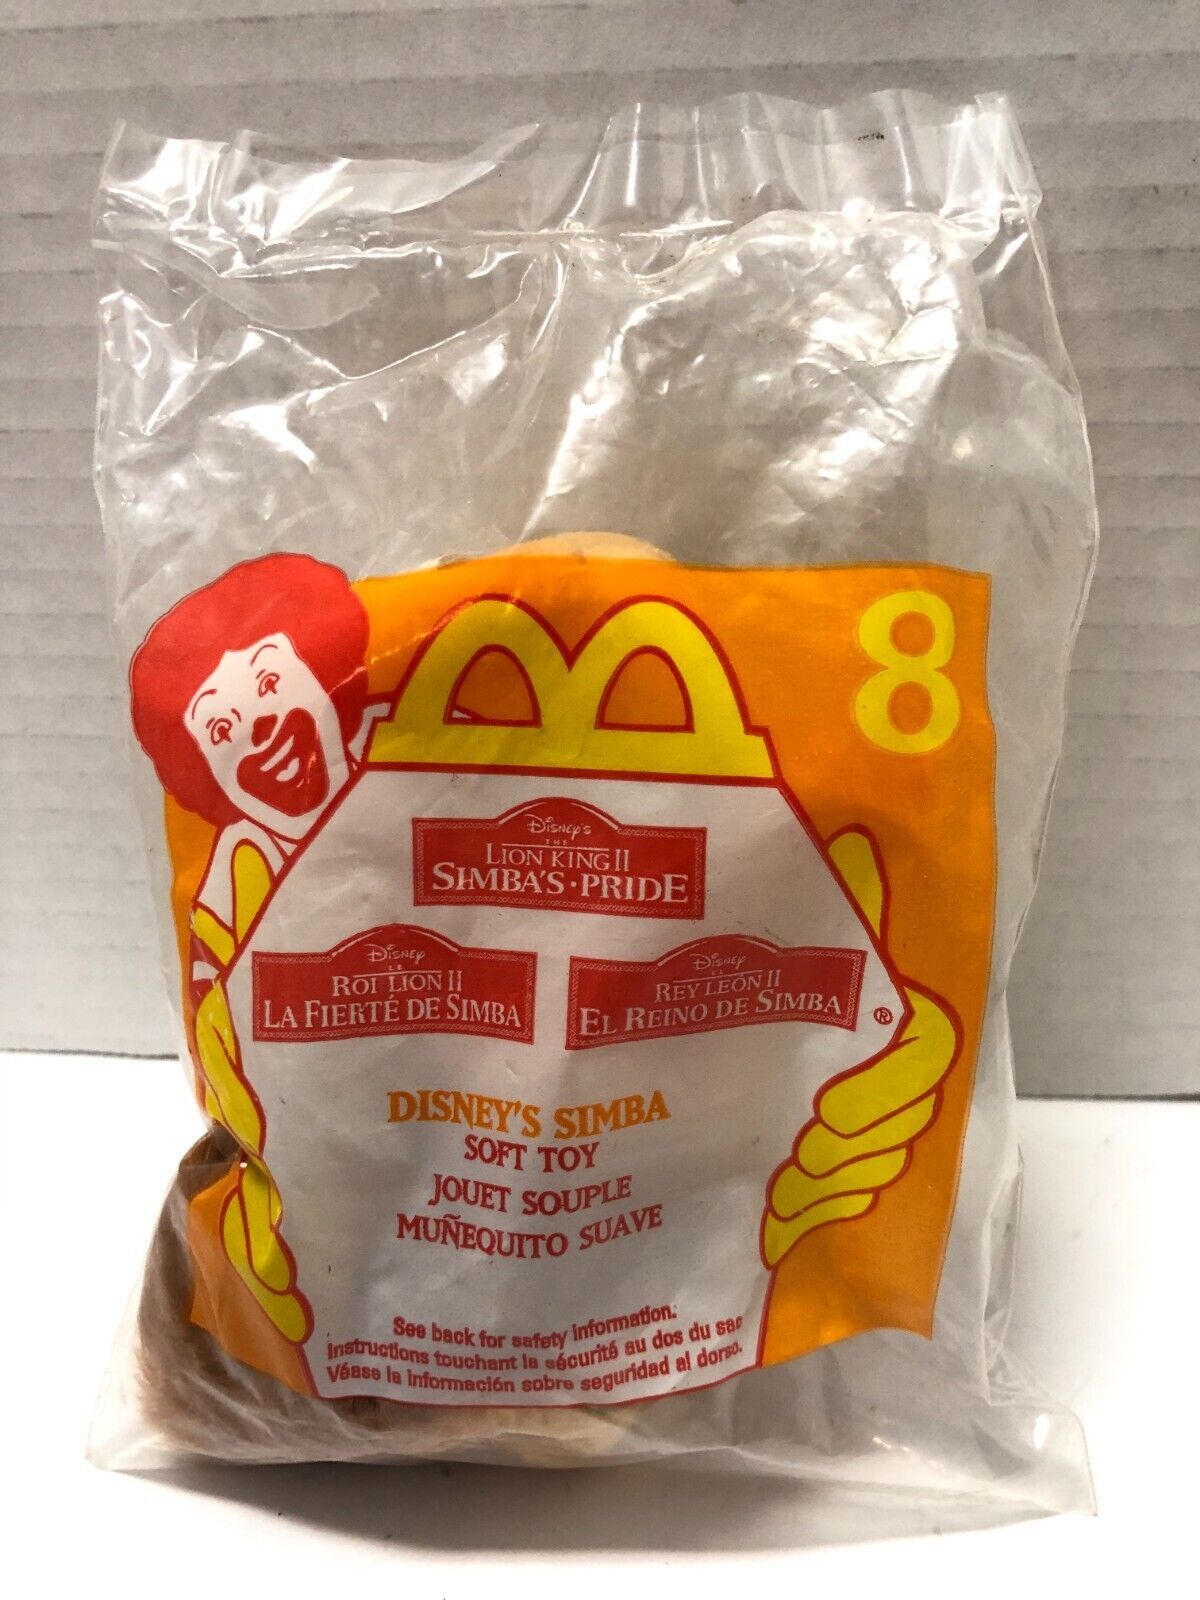 8
Disney's
THE
LION KING II
SIMBA'S·PRIDE
Disney
LE
ROI LION II
LA FIERTÉ DE SIMBA
Disney
EL
REY LEÓN II
EL REINO DE SIMBA
®
DISNEY'S SIMBA
SOFT TOY
JOUET SOUPLE
MUÑEQUITO SUAVE
See back for safety information.
Instructions touchant la sécurité au dos du sac
Véase la información sobre seguridad al dorso.